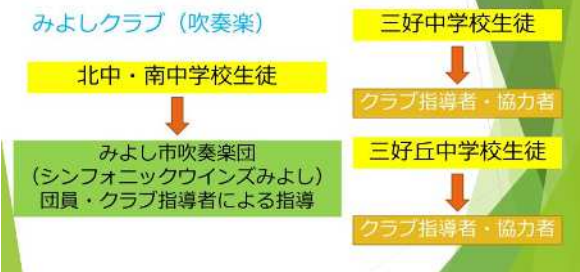 みよしクラブ（吹奏楽）
北中・南中学校生徒
みよし市吹奏楽団
（シンフォニックウインズみよし）
団員・クラブ指導者による指導
三好中学校生徒
クラブ指導者・協力者
三好丘中学校生徒
クラブ指導者・協力者